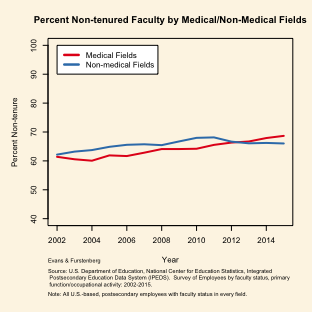 Percent Non-tenured Faculty by Medical/Non-Medical Fields
100
90
80
70
60
50
40
Percent Non-tenure
Medical Fields
Non-medical Fields
2002 2004 2006 2008 2010 2012 2014
Year
Evans & Furstenberg
Source: U.S. Department of Education, National Center for Education Statistics, Integrated
Postsecondary Education Data System (IPEDS). Survey of Employees by faculty status, primary
function/occupational activity: 2002-2015.
Note: All U.S.-based, postsecondary employees with faculty status in every field.